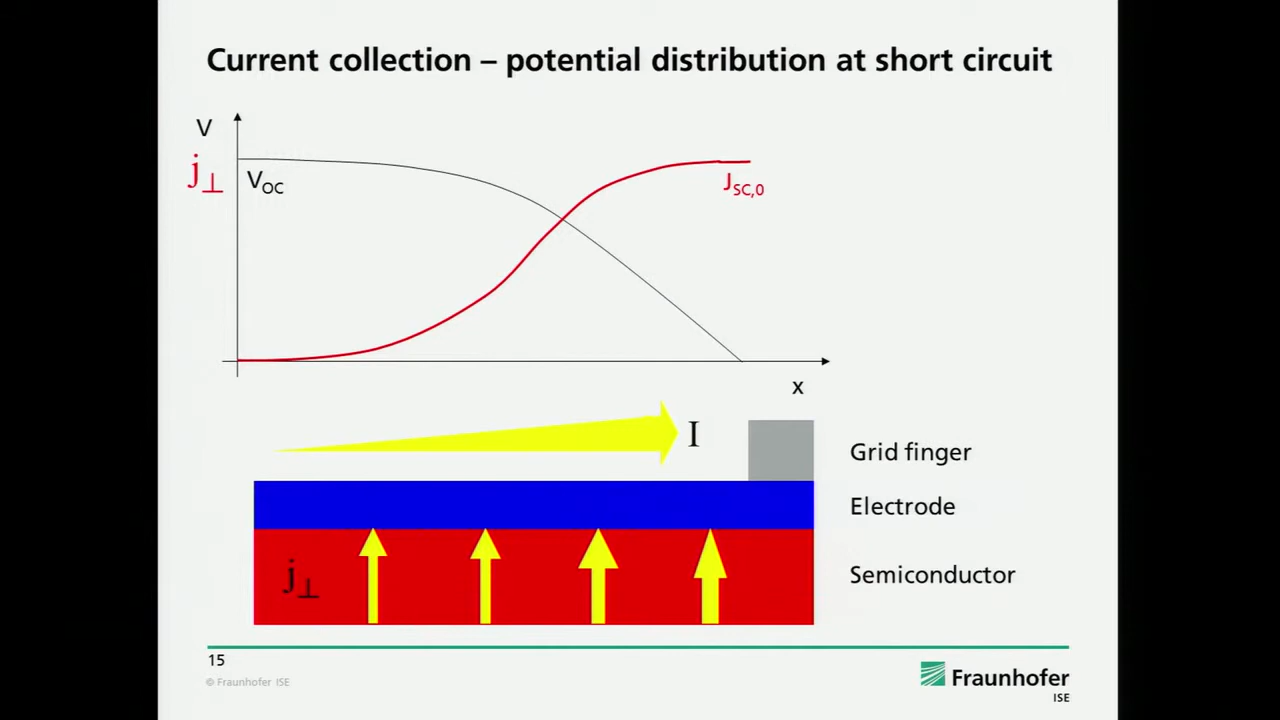 Current collection – potential distribution at short circuit
V
j⊥
V_OC
J_SC,0
x
I
Grid finger
Electrode
j⊥
Semiconductor
15
© Fraunhofer ISE
Fraunhofer
ISE